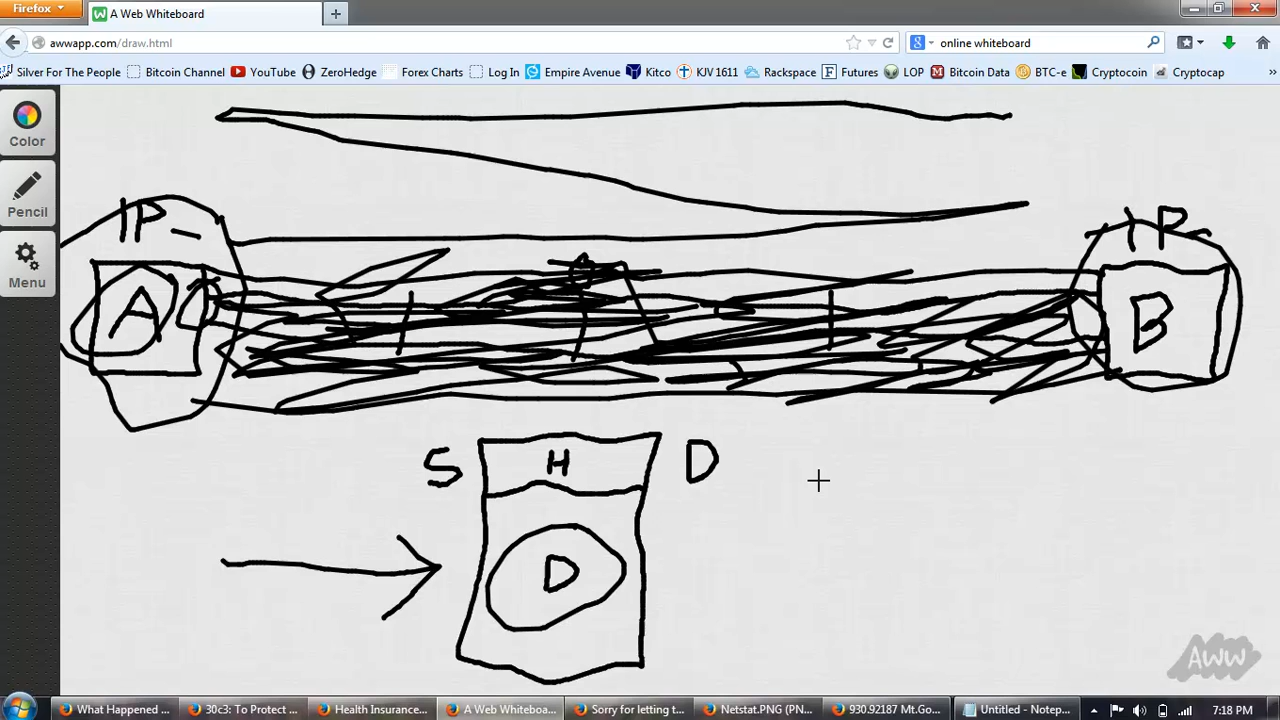 Firefox
A Web Whiteboard
awwapp.com/draw.html
online whiteboard
Silver For The People Bitcoin Channel YouTube ZeroHedge Forex Charts Log In Empire Avenue Kitco KJV 1611 Rackspace Futures LOP Bitcoin Data BTC-e Cryptocoin Cryptocap »
Color
Pencil
Menu
IP
IP
A
B
S H D
D
AWW
What Happened ... 30c3: To Protect ... Health Insurance... A Web Whiteboa... Sorry for letting t... Netstat.PNG (PN... 930.92187 Mt.Go... Untitled - Notep... 7:18 PM